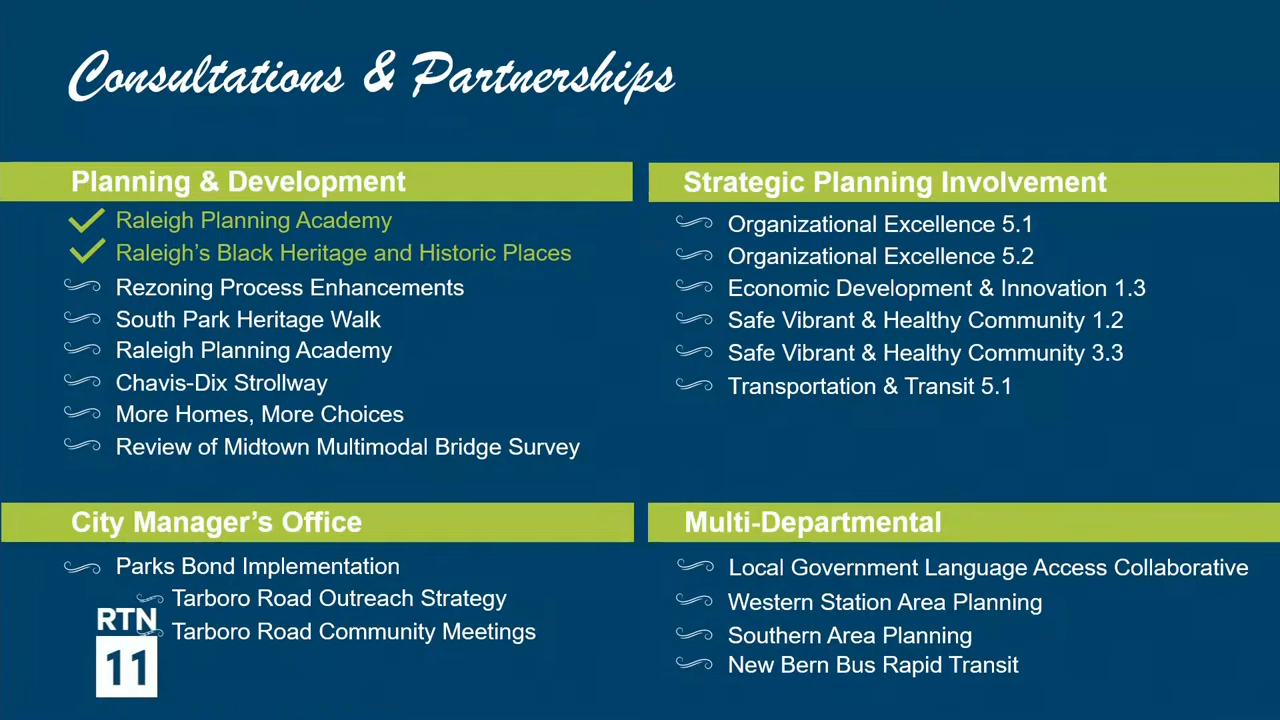 Consultations & Partnerships
Planning & Development
Raleigh Planning Academy
Raleigh's Black Heritage and Historic Places
Rezoning Process Enhancements
South Park Heritage Walk
Raleigh Planning Academy
Chavis-Dix Strollway
More Homes, More Choices
Review of Midtown Multimodal Bridge Survey
Strategic Planning Involvement
Organizational Excellence 5.1
Organizational Excellence 5.2
Economic Development & Innovation 1.3
Safe Vibrant & Healthy Community 1.2
Safe Vibrant & Healthy Community 3.3
Transportation & Transit 5.1
City Manager's Office
Parks Bond Implementation
Tarboro Road Outreach Strategy
Tarboro Road Community Meetings
RTN
11
Multi-Departmental
Local Government Language Access Collaborative
Western Station Area Planning
Southern Area Planning
New Bern Bus Rapid Transit